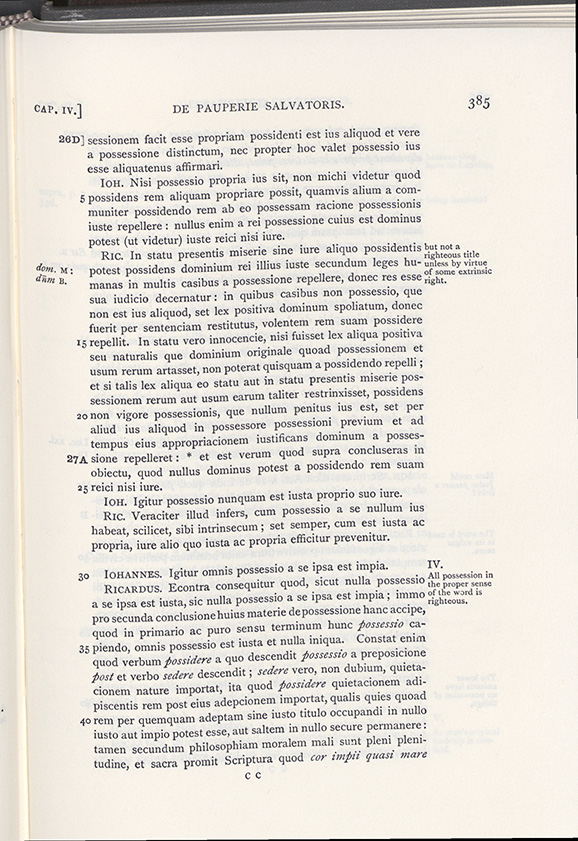 CAP. IV.] DE PAUPERIE SALVATORIS. 385
26D] sessionem facit esse propriam possidenti est ius aliquod et vere
a possessione distinctum, nec propter hoc valet possessio ius
esse aliquatenus affirmari.
IOH. Nisi possessio propria ius sit, non michi videtur quod
5 possidens rem aliquam propriare possit, quamvis alium a com-
muniter possidendo rem ab eo possessam racione possessionis
iuste repellere : nullus enim a rei possessione cuius est dominus
potest (ut videtur) iuste reici nisi iure.
RIC. In statu presentis miserie sine iure aliquo possidentis
potest possidens dominium rei illius iuste secundum leges hu-
manas in multis casibus a possessione repellere, donec res esse
sua iudicio decernatur : in quibus casibus non possessio, que
non est ius aliquod, set lex positiva dominum spoliatum, donec
fuerit per sentenciam restitutus, volentem rem suam possidere
15 repellit. In statu vero innocencie, nisi fuisset lex aliqua positiva
seu naturalis que dominium originale quoad possessionem et
usum rerum artasset, non poterat quisquam a possidendo repelli ;
et si talis lex aliqua eo statu aut in statu presentis miserie pos-
sessionem rerum aut usum earum taliter restrinxisset, possidens
20 non vigore possessionis, que nullum penitus ius est, set per
aliud ius aliquod in possessore possessioni previum et ad
tempus eius appropriacionem iustificans dominum a posses-
27A sione repelleret : * et est verum quod supra concluseras in
obiectu, quod nullus dominus potest a possidendo rem suam
25 reici nisi iure.
IOH. Igitur possessio nunquam est iusta proprio suo iure.
RIC. Veraciter illud infers, cum possessio a se nullum ius
habeat, scilicet, sibi intrinsecum ; set semper, cum est iusta ac
propria, iure alio quo iusta ac propria efficitur prevenitur.
30 IOHANNES. Igitur omnis possessio a se ipsa est impia.
RICARDUS. Econtra consequitur quod, sicut nulla possessio
a se ipsa est iusta, sic nulla possessio a se ipsa est impia ; immo
pro secunda conclusione huius materie de possessione hanc accipe,
quod in primario ac puro sensu terminum hunc possessio ca-
35 piendo, omnis possessio est iusta et nulla iniqua. Constat enim
quod verbum possidere a quo descendit possessio a preposicione
post et verbo sedere descendit ; sedere vero, non dubium, quieta-
cionem nature importat, ita quod possidere quietacionem adi-
piscentis rem post eius adepcionem importat, qualis quies quoad
40 rem per quemquam adeptam sine iusto titulo occupandi in nullo
iusto aut impio potest esse, aut saltem in nullo secure permanere :
tamen secundum philosophiam moralem mali sunt pleni pleni-
tudine, et sacra promit Scriptura quod cor impii quasi mare
C C
dom. M :
dūm B.
but not a
righteous title
unless by virtue
of some extrinsic
right.
IV.
All possession in
the proper sense
of the word is
righteous.